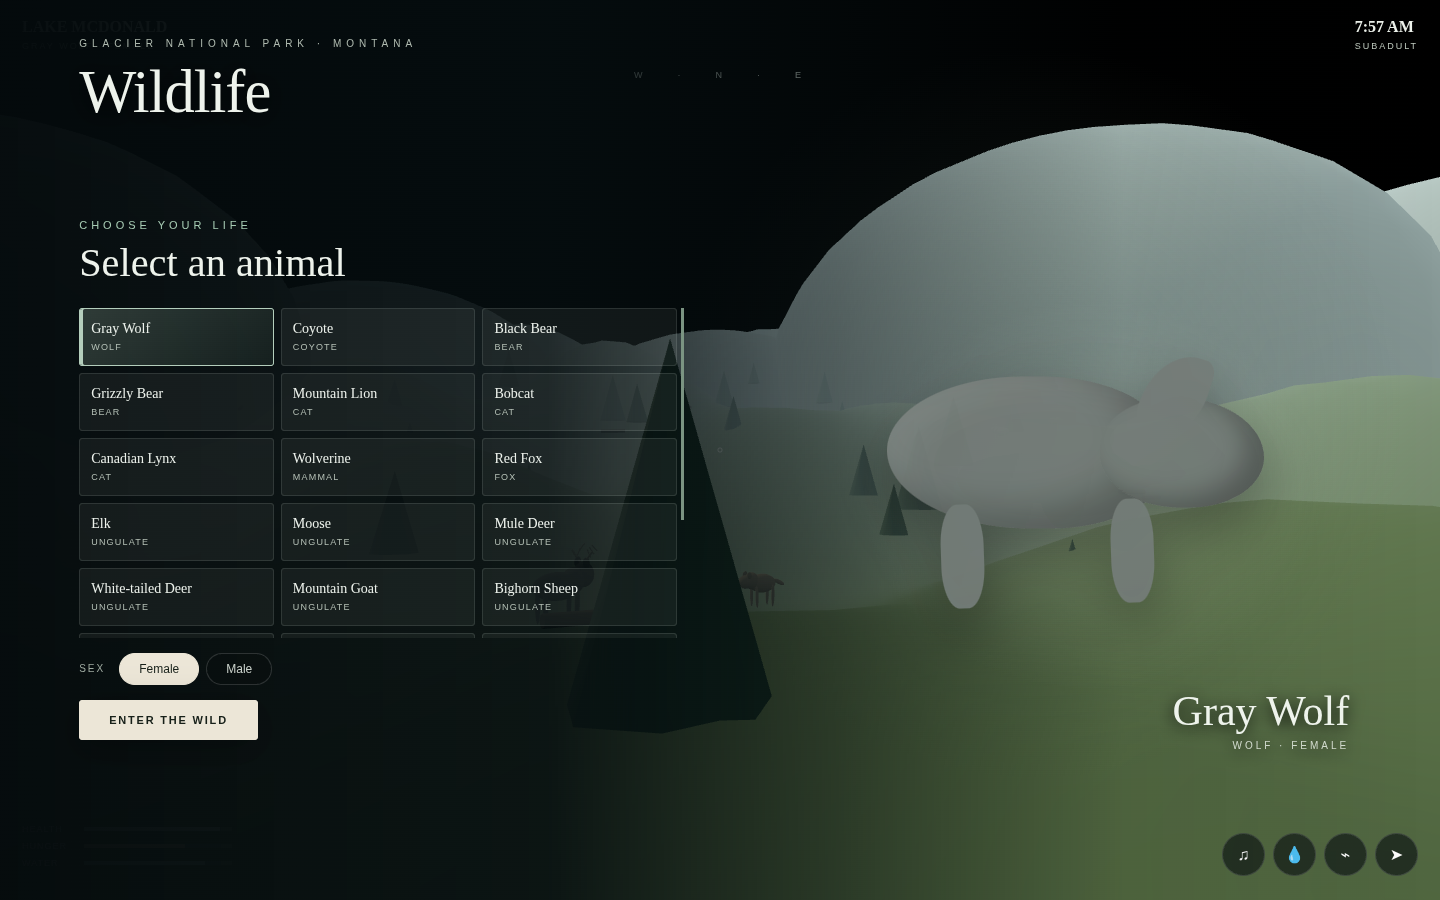 LAKE MCDONALD
7:57 AM
SUBADULT
GLACIER NATIONAL PARK · MONTANA
Wildlife
W · N · E
CHOOSE YOUR LIFE
Select an animal
Gray Wolf
WOLF
Coyote
COYOTE
Black Bear
BEAR
Grizzly Bear
BEAR
Mountain Lion
CAT
Bobcat
CAT
Canadian Lynx
CAT
Wolverine
MAMMAL
Red Fox
FOX
Elk
UNGULATE
Moose
UNGULATE
Mule Deer
UNGULATE
White-tailed Deer
UNGULATE
Mountain Goat
UNGULATE
Bighorn Sheep
UNGULATE
SEX
Female
Male
ENTER THE WILD
Gray Wolf
WOLF · FEMALE